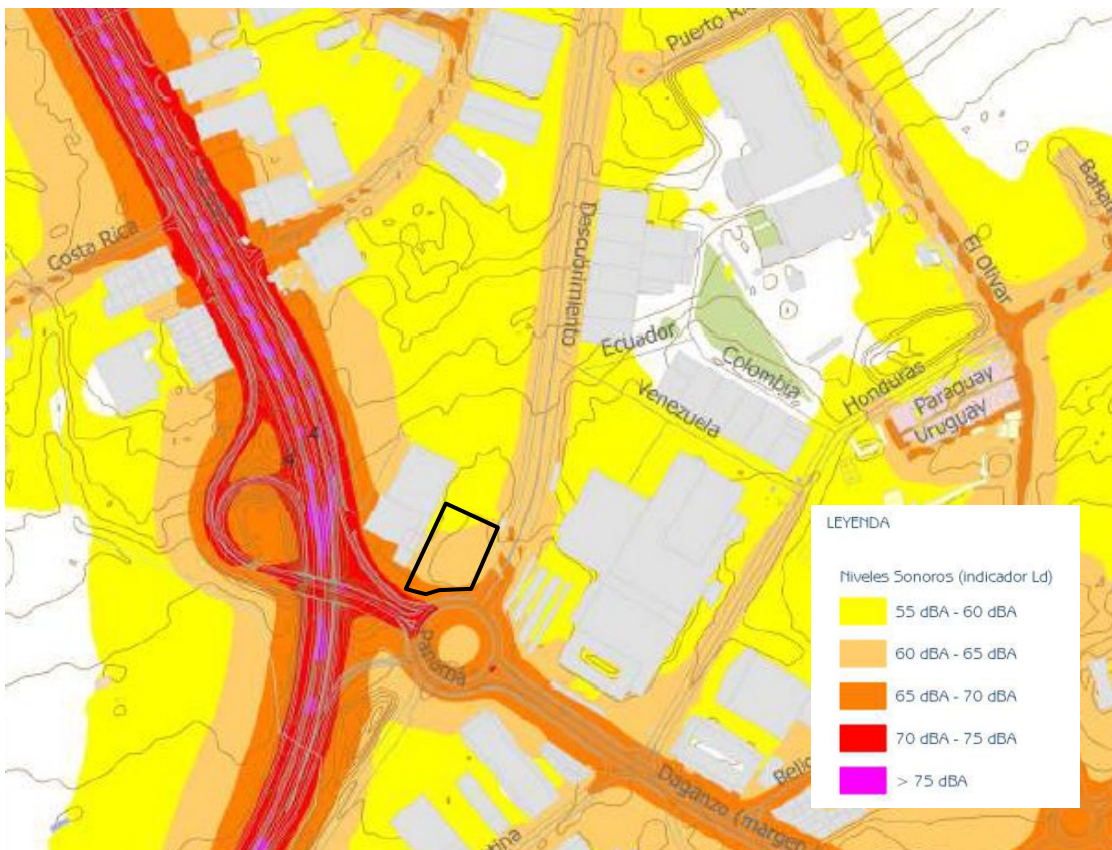 Puerto Ri
Costa Rica
Descubrimiento
El Olivar
Ecuador
Colombia
Venezuela
Honduras
Paraguay
Uruguay
Panamá
Daganzo (margen
LEYENDA
Niveles Sonoros (indicador Ld)
55 dBA - 60 dBA
60 dBA - 65 dBA
65 dBA - 70 dBA
70 dBA - 75 dBA
> 75 dBA